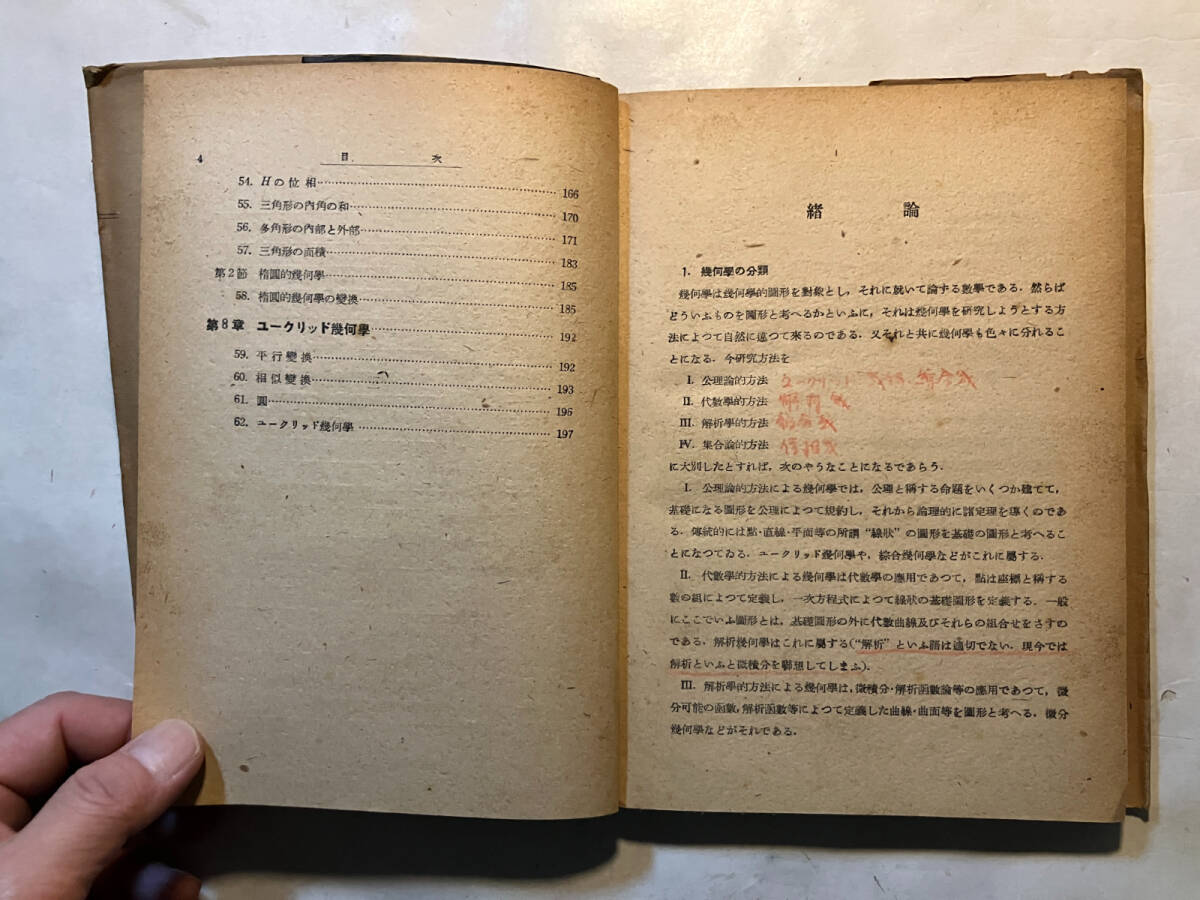 4 目 次
54. Hの位相 166
55. 三角形の內角の和 170
56. 多角形の內部と外部 171
57. 三角形の面積 183
第2節 楕圓的幾何學 185
58. 楕圓的幾何學の變換 185
第8章 ユークリッド幾何學 192
59. 平行變換 192
60. 相似變換 193
61. 圓 196
62. ユークリッド幾何學 197
緒 論
1. 幾何學の分類
幾何學は幾何學的圖形を對象とし,それに就いて論ずる數學である.然らば
どういふものを圖形と考へるかといふに,それは幾何學を研究しようとする方
法によつて自然に違つて來るのである.又それと共に幾何學も色々に分れるこ
とになる.今研究方法を
I. 公理論的方法 ユークリット 綜合幾
II. 代數學的方法 解析幾
III. 解析學的方法
IV. 集合論的方法 位相幾
に大別したとすれば,次のやうなことになるであらう.
I. 公理論的方法による幾何學では,公理と稱する命題をいくつか建てて,
基礎になる圖形を公理によつて規約し,それから論理的に諸定理を導くのであ
る.傳統的には點・直線・平面等の所謂“線狀”の圖形を基礎の圖形と考へるこ
とになつてゐる.ユークリッド幾何學や,綜合幾何學などがこれに屬する.
II. 代數學的方法による幾何學は代數學の應用であつて,點は座標と稱する
數の組によつて定義し,一次方程式によつて線狀の基礎圖形を定義する.一般
にここでいふ圖形とは,基礎圖形の外に代數曲線及びそれらの組合せをさすの
である.解析幾何學はこれに屬する(“解析”といふ語は適切でない.現今では
解析といふと微積分を聯想してしまふ).
III. 解析學的方法による幾何學は,微積分・解析函數論等の應用であつて,微
分可能の函數,解析函數等によつて定義した曲線・曲面等を圖形と考へる.微分
幾何學などがそれである.